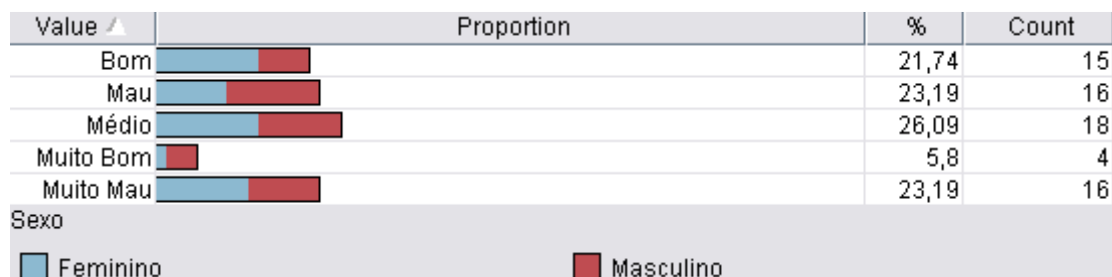 Value Proportion % Count
Bom 21,74 15
Mau 23,19 16
Médio 26,09 18
Muito Bom 5,8 4
Muito Mau 23,19 16
Sexo
Feminino Masculino